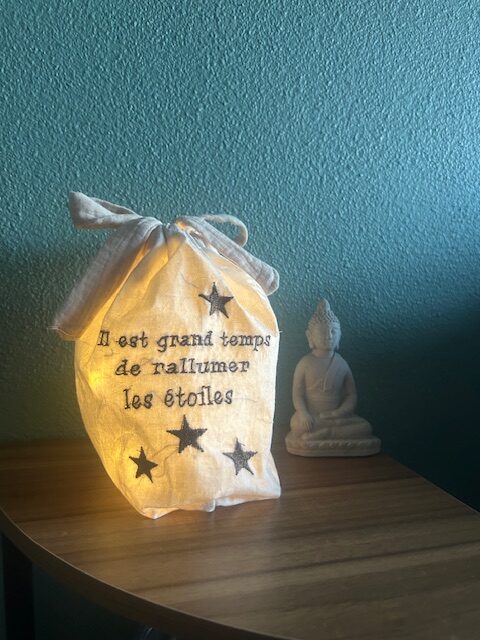 Il est grand temps
de rallumer
les étoiles